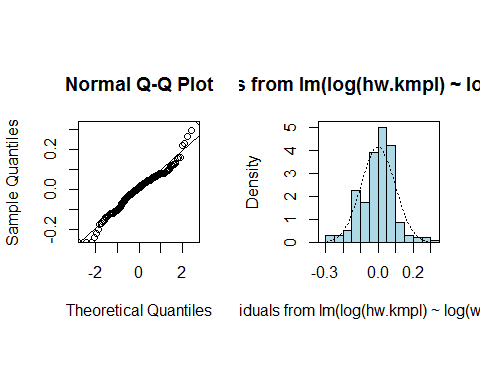 Normal Q-Q Plot
s from lm(log(hw.kmpl) ~ lo
Sample Quantiles
-0.2 0.0 0.2
-2 0 2
Theoretical Quantiles
Density
0 1 2 3 4 5
-0.3 0.0 0.2
iduals from lm(log(hw.kmpl) ~ log(w